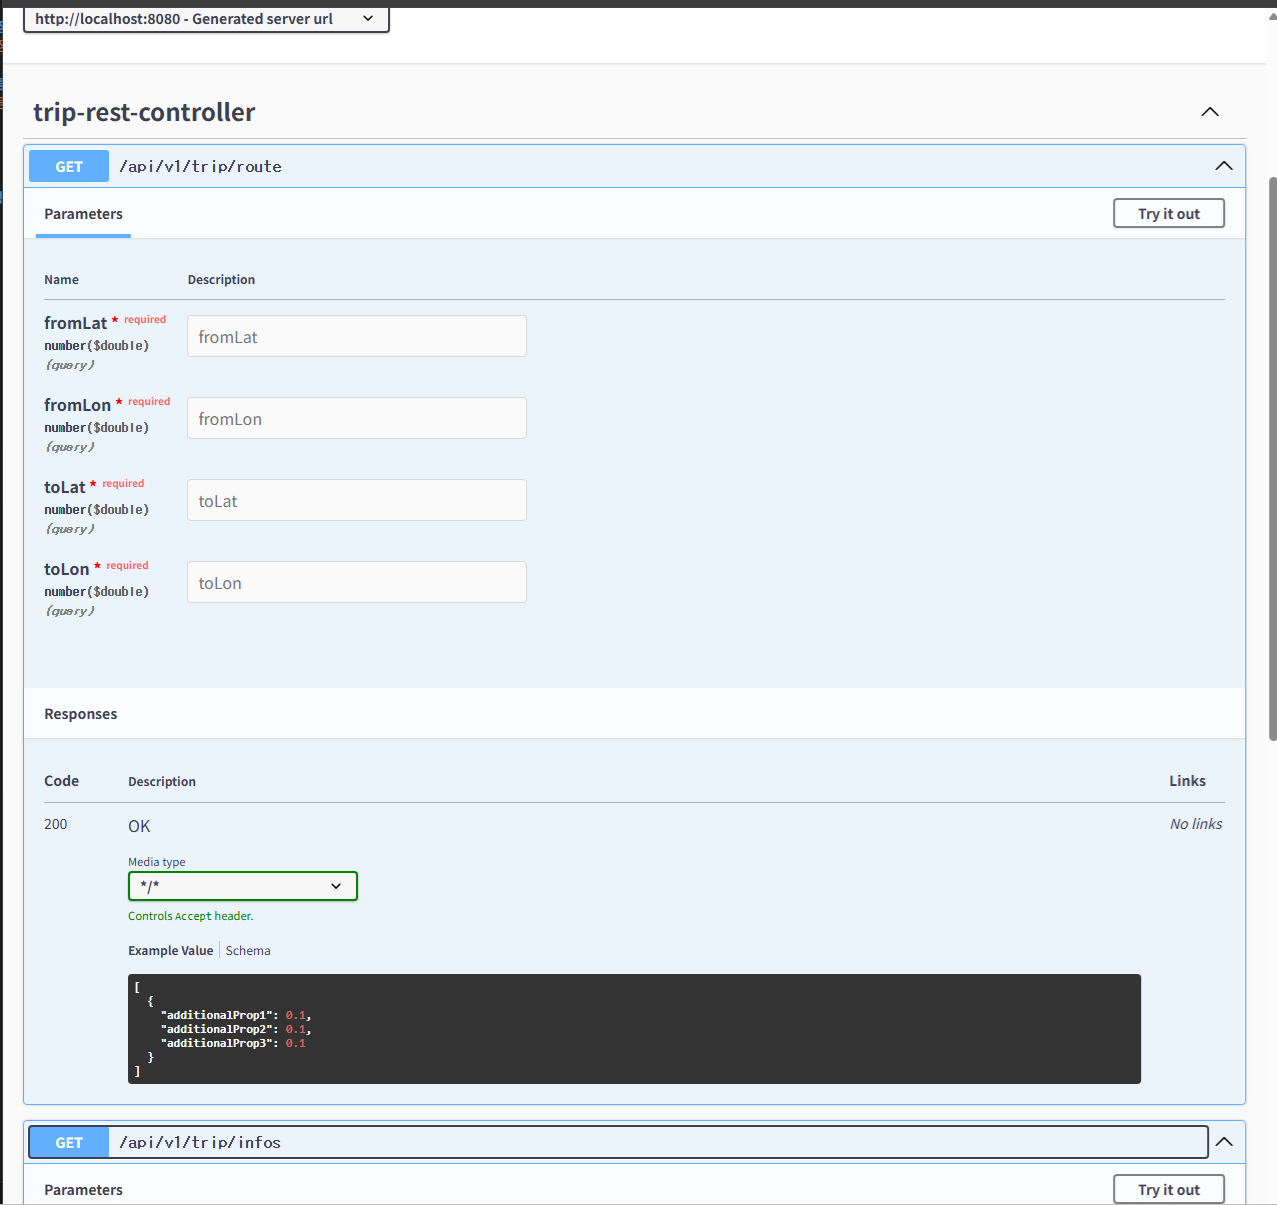 http://localhost:8080 - Generated server url
trip-rest-controller
GET /api/v1/trip/route
Parameters
Try it out
Name Description
fromLat * required
number($double)
(query)
fromLat
fromLon * required
number($double)
(query)
fromLon
toLat * required
number($double)
(query)
toLat
toLon * required
number($double)
(query)
toLon
Responses
Code Description Links
200 OK No links
Media type
*/*
Controls Accept header.
Example Value Schema
[
  {
    "additionalProp1": 0.1,
    "additionalProp2": 0.1,
    "additionalProp3": 0.1
  }
]
GET /api/v1/trip/infos
Parameters
Try it out